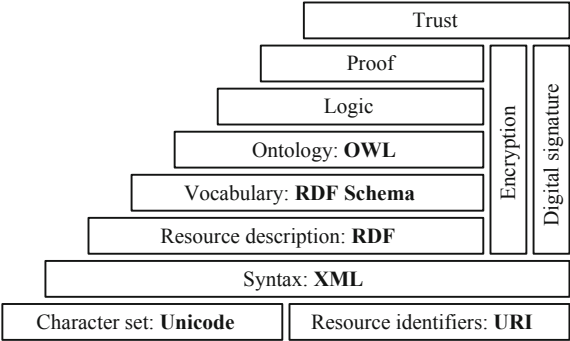 Trust
Proof
Logic
Ontology: OWL
Vocabulary: RDF Schema
Resource description: RDF
Encryption
Digital signature
Syntax: XML
Character set: Unicode
Resource identifiers: URI